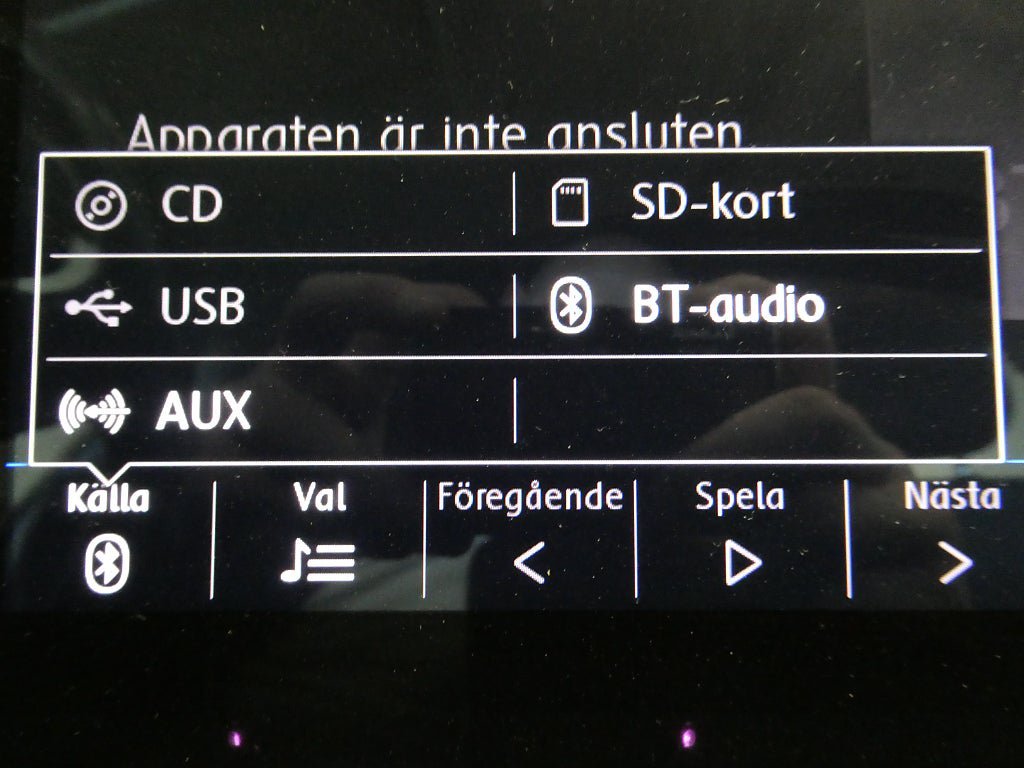 Apparaten är inte ansluten
CD SD-kort
USB BT-audio
AUX
Källa Val Föregående Spela Nästa